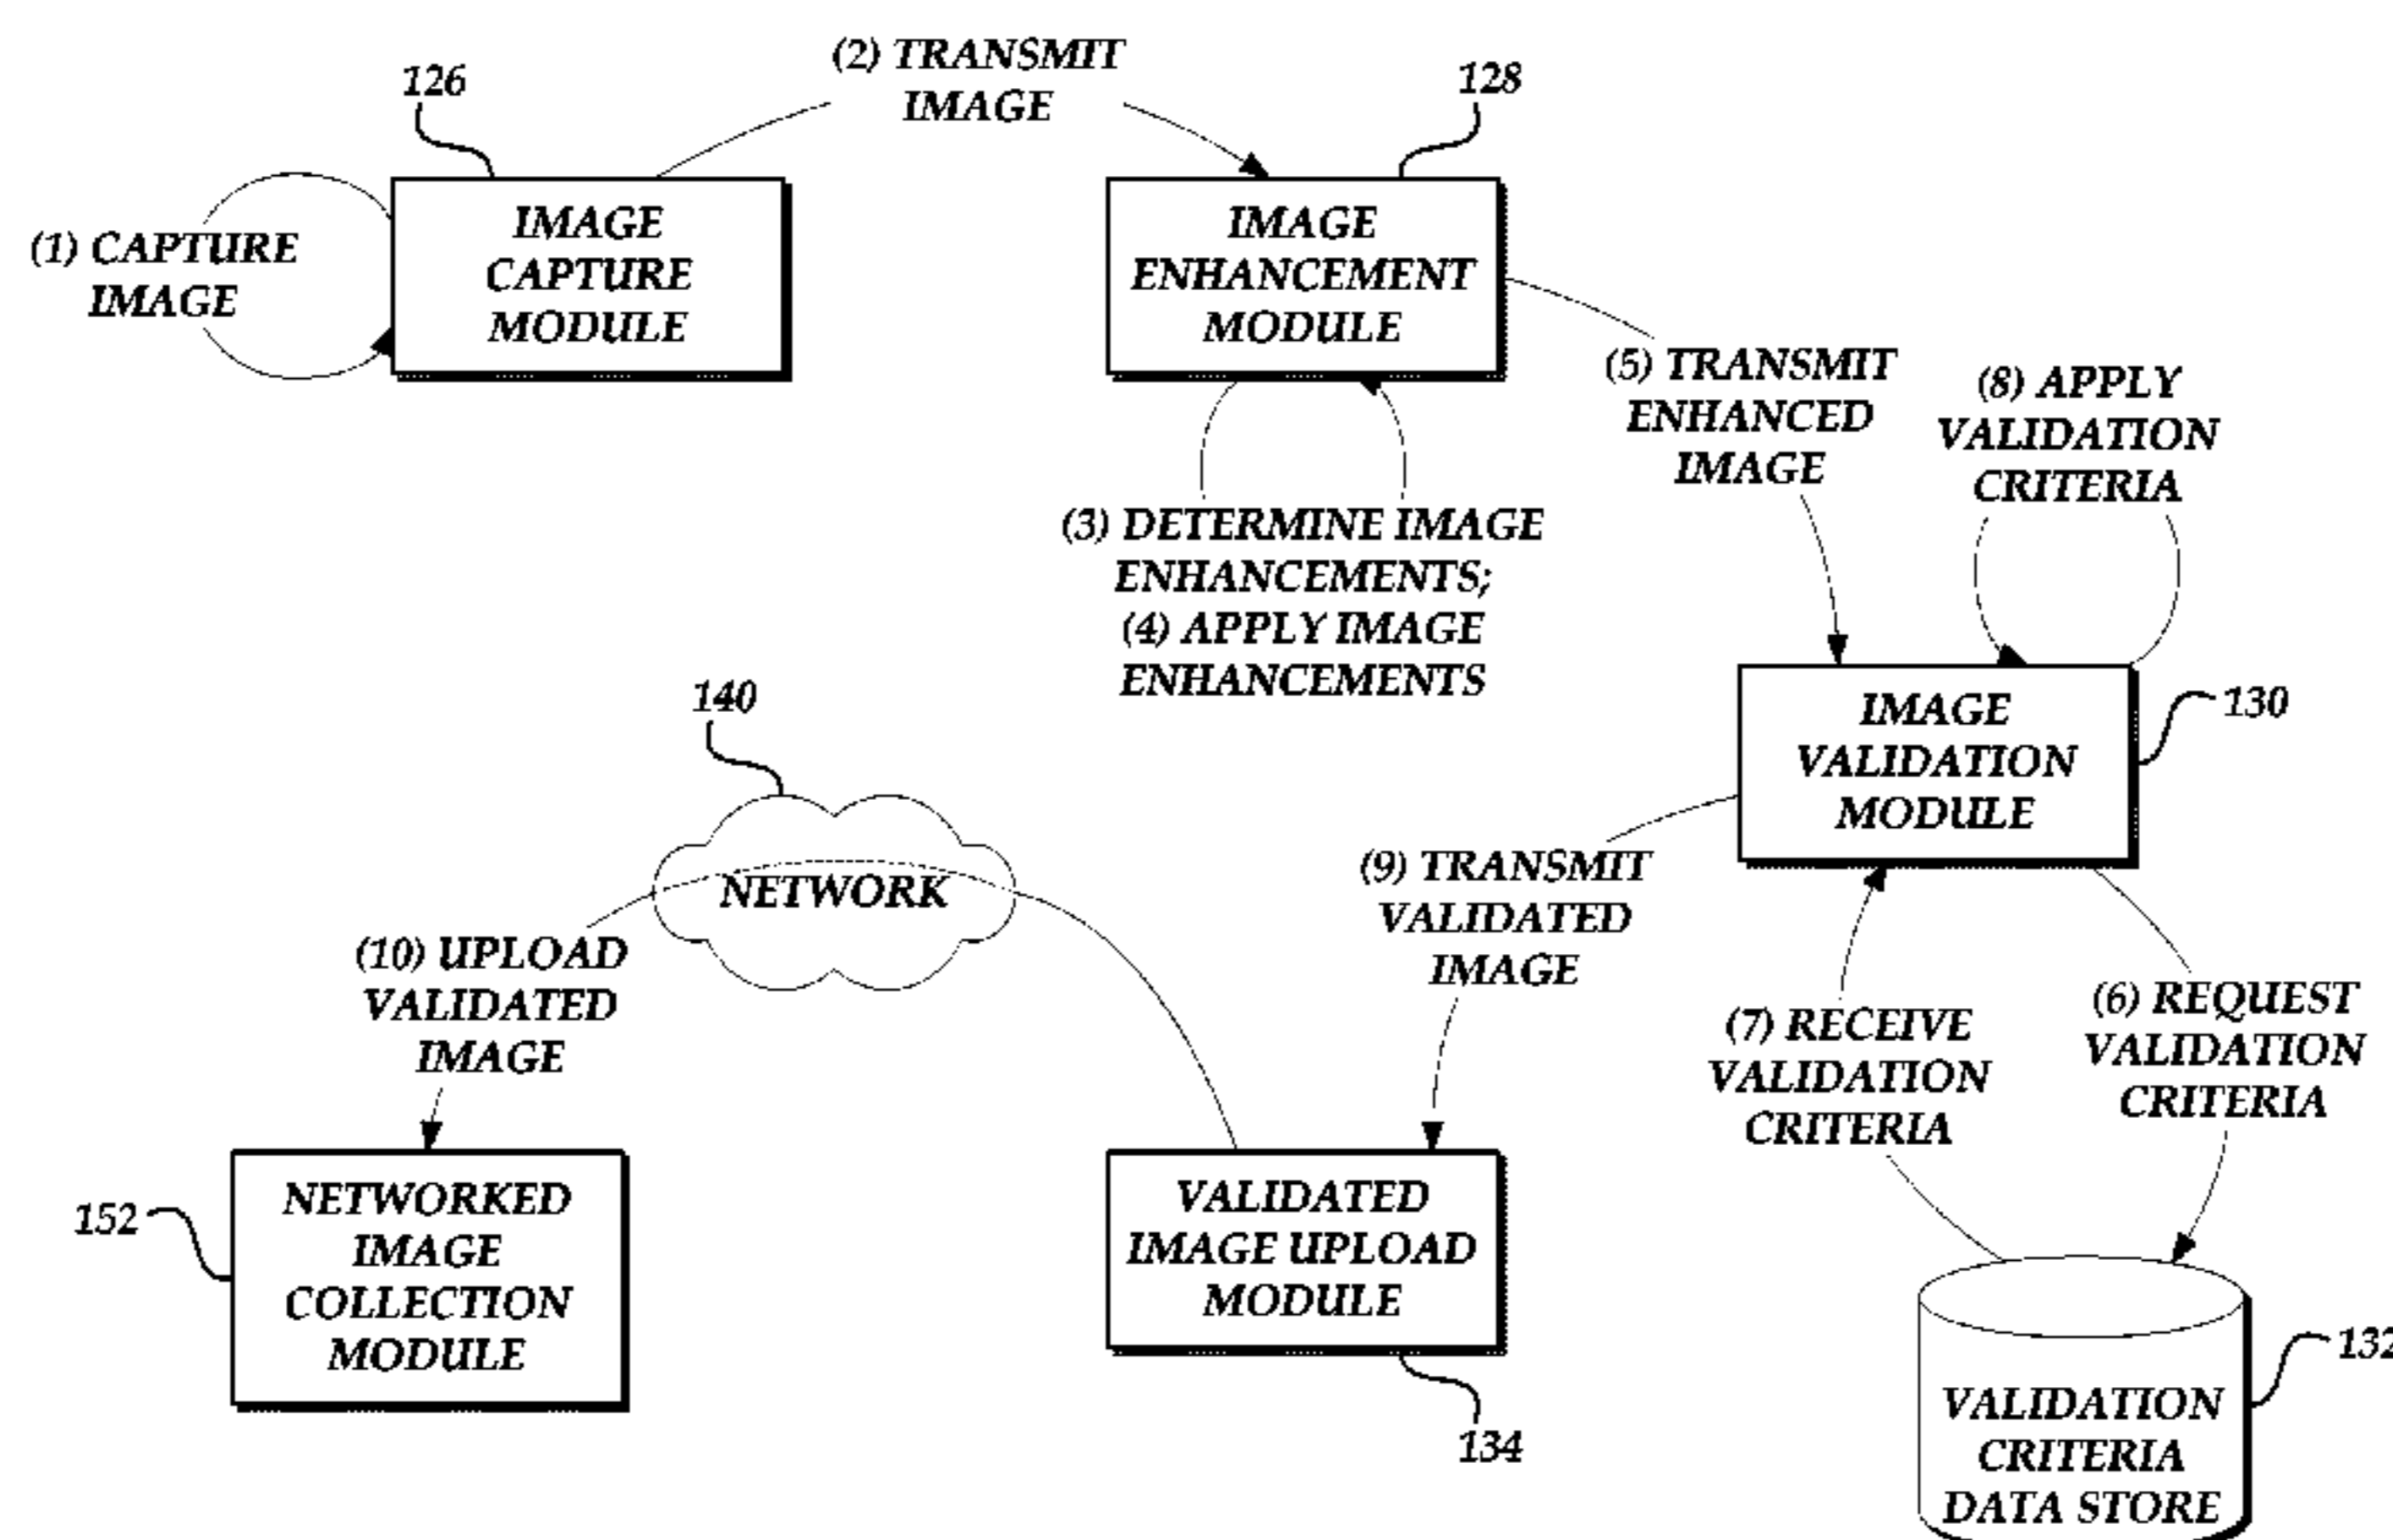 126
(2) TRANSMIT
IMAGE
128
(1) CAPTURE
IMAGE
IMAGE
CAPTURE
MODULE
IMAGE
ENHANCEMENT
MODULE
(3) DETERMINE IMAGE
ENHANCEMENTS;
(4) APPLY IMAGE
ENHANCEMENTS
(5) TRANSMIT
ENHANCED
IMAGE
(8) APPLY
VALIDATION
CRITERIA
IMAGE
VALIDATION
MODULE
130
(7) RECEIVE
VALIDATION
CRITERIA
(6) REQUEST
VALIDATION
CRITERIA
VALIDATION
CRITERIA
DATA STORE
132
(9) TRANSMIT
VALIDATED
IMAGE
VALIDATED
IMAGE UPLOAD
MODULE
134
140
NETWORK
(10) UPLOAD
VALIDATED
IMAGE
NETWORKED
IMAGE
COLLECTION
MODULE
152